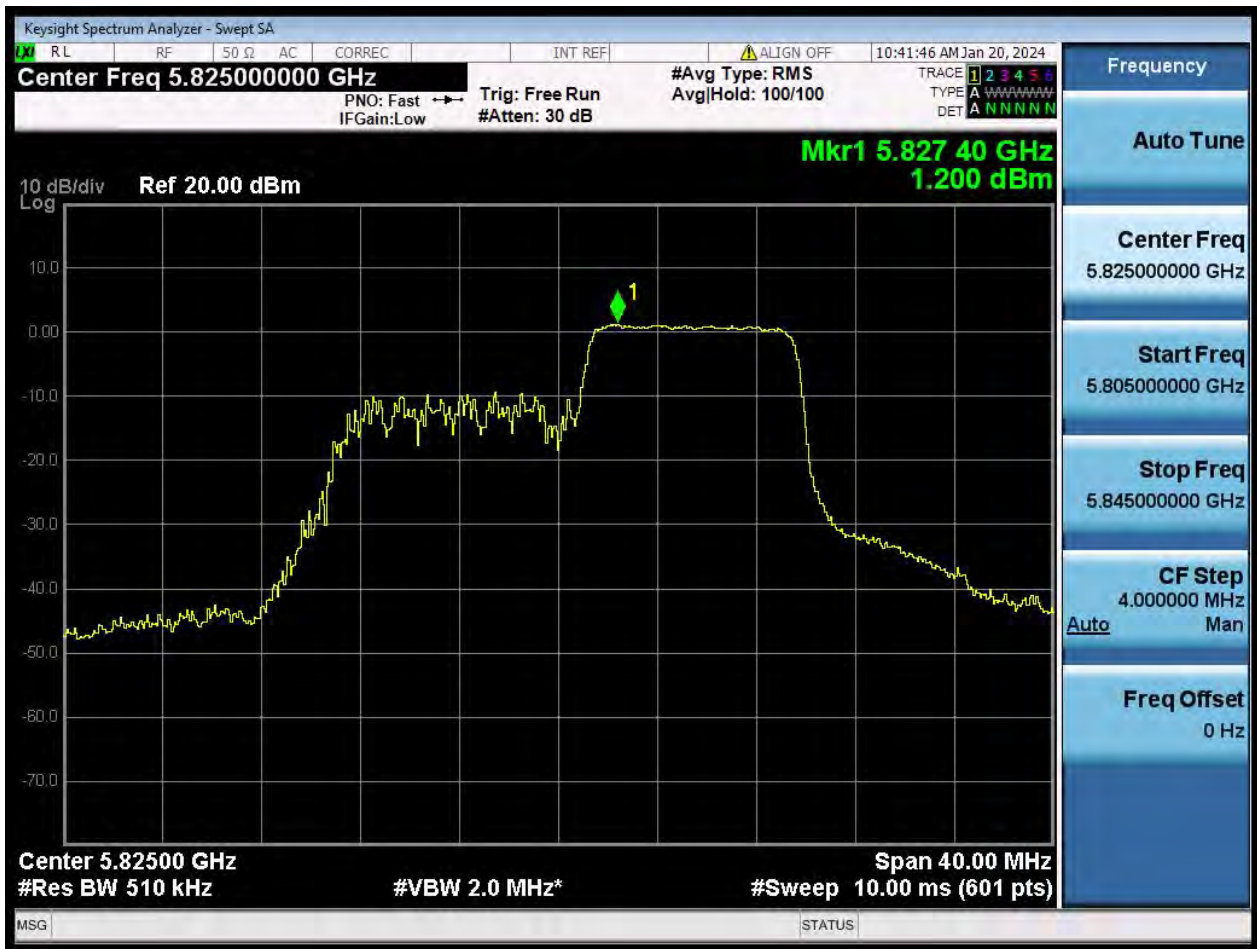 Keysight Spectrum Analyzer - Swept SA
LXI RL RF 50 Ω AC CORREC INT REF ALIGN OFF 10:41:46 AM Jan 20, 2024
Center Freq 5.825000000 GHz
PNO: Fast
IFGain:Low
Trig: Free Run
#Atten: 30 dB
#Avg Type: RMS
Avg|Hold: 100/100
TRACE 1 2 3 4 5 6
TYPE A WWWWW
DET A N N N N N
Mkr1 5.827 40 GHz
1.200 dBm
10 dB/div Ref 20.00 dBm
Log
10.0
0.00
-10.0
-20.0
-30.0
-40.0
-50.0
-60.0
-70.0
1
Center 5.82500 GHz
Span 40.00 MHz
#Res BW 510 kHz
#VBW 2.0 MHz*
#Sweep 10.00 ms (601 pts)
MSG
STATUS
Frequency
Auto Tune
Center Freq
5.825000000 GHz
Start Freq
5.805000000 GHz
Stop Freq
5.845000000 GHz
CF Step
4.000000 MHz
Auto Man
Freq Offset
0 Hz